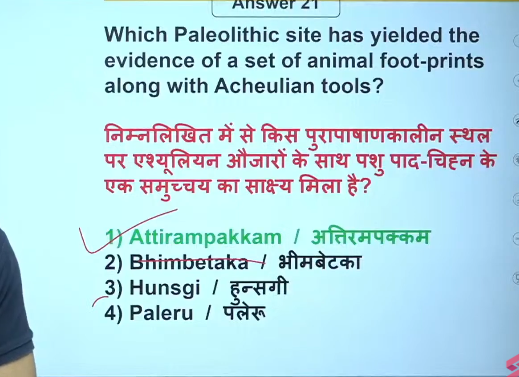 Answer 21
Which Paleolithic site has yielded the
evidence of a set of animal foot-prints
along with Acheulian tools?
निम्नलिखित में से किस पुरापाषाणकालीन स्थल
पर एश्यूलियन औजारों के साथ पशु पाद-चिह्न के
एक समुच्चय का साक्ष्य मिला है?
1) Attirampakkam / अत्तिरमपक्कम
2) Bhimbetaka / भीमबेटका
3) Hunsgi / हुन्सगी
4) Paleru / पलेरू